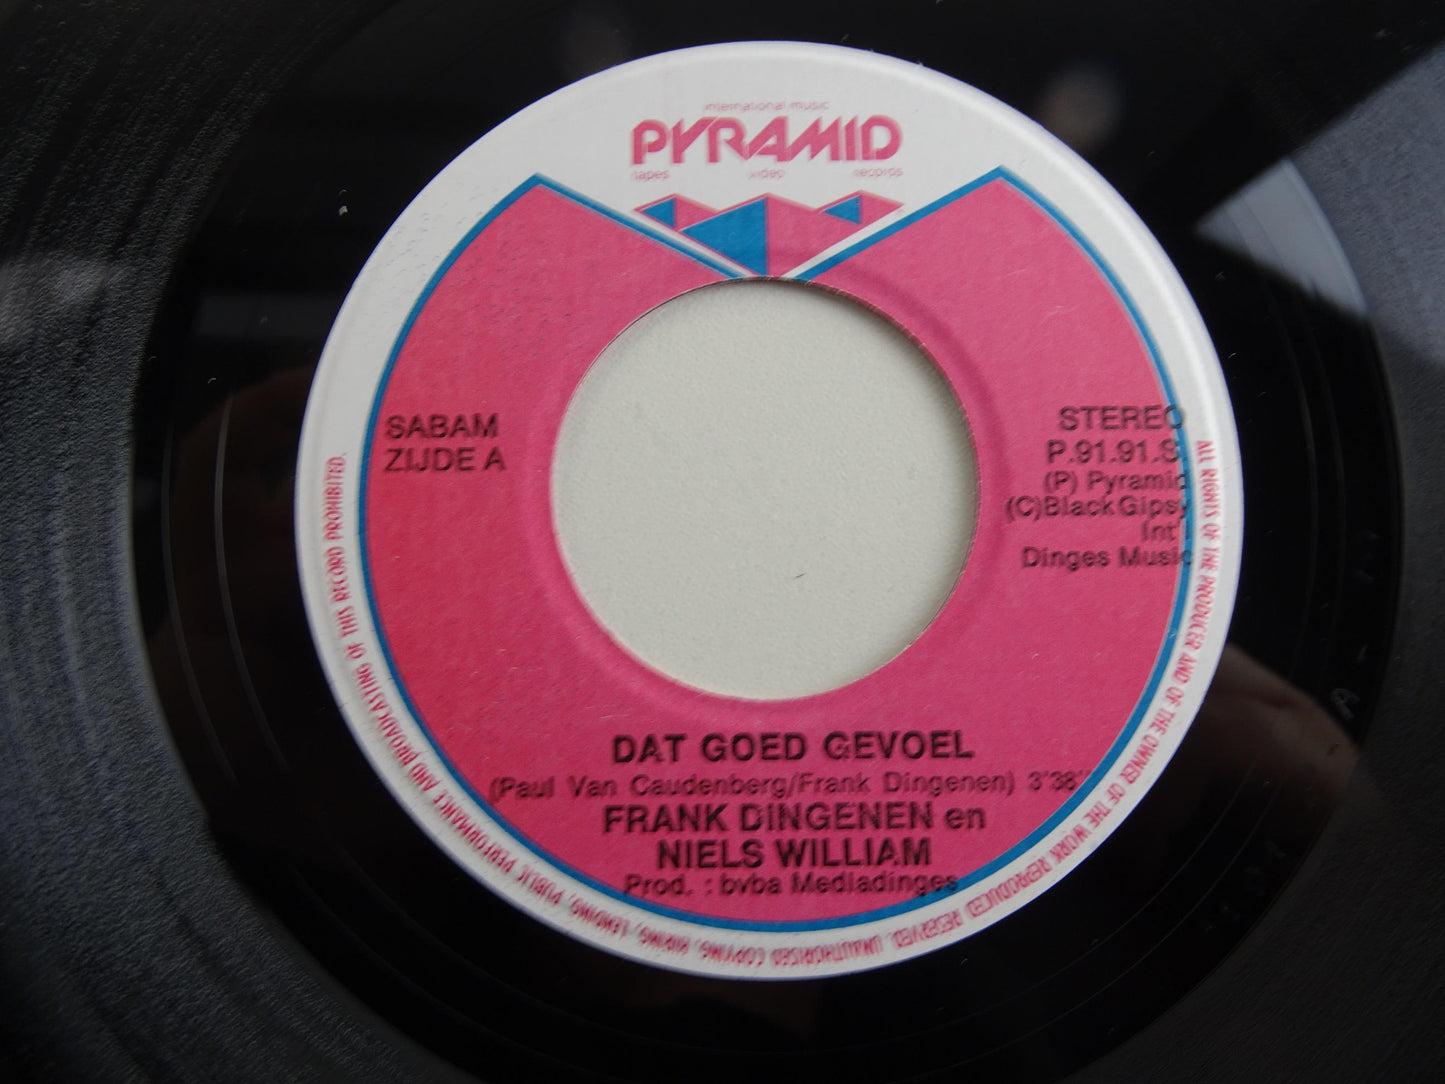 international music
PYRAMID
tapes video records
SABAM
ZIJDE A
STEREO
P.91.91.S.
(P) Pyramid
(C)Black Gipsy
Int'l
Dinges Music
DAT GOED GEVOEL
(Paul Van Caudenberg/Frank Dingenen) 3'38"
FRANK DINGENEN en
NIELS WILLIAM
Prod. : bvba Mediadinges
ALL RIGHTS OF THE PRODUCER AND OF THE OWNER OF THE WORK REPRODUCED RESERVED. UNAUTHORISED COPYING, HIRING, LENDING, PUBLIC PERFORMANCE AND BROADCASTING OF THIS RECORD PROHIBITED.
A